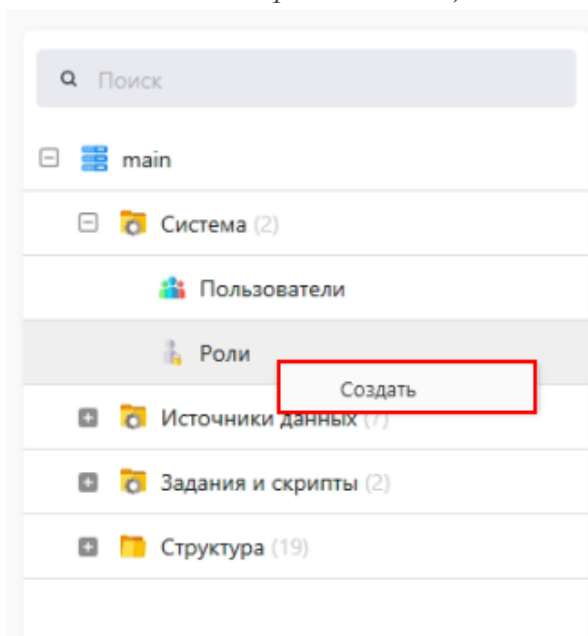 Поиск
main
Система (2)
Пользователи
Роли
Создать
Источники данных (7)
Задания и скрипты (2)
Структура (19)